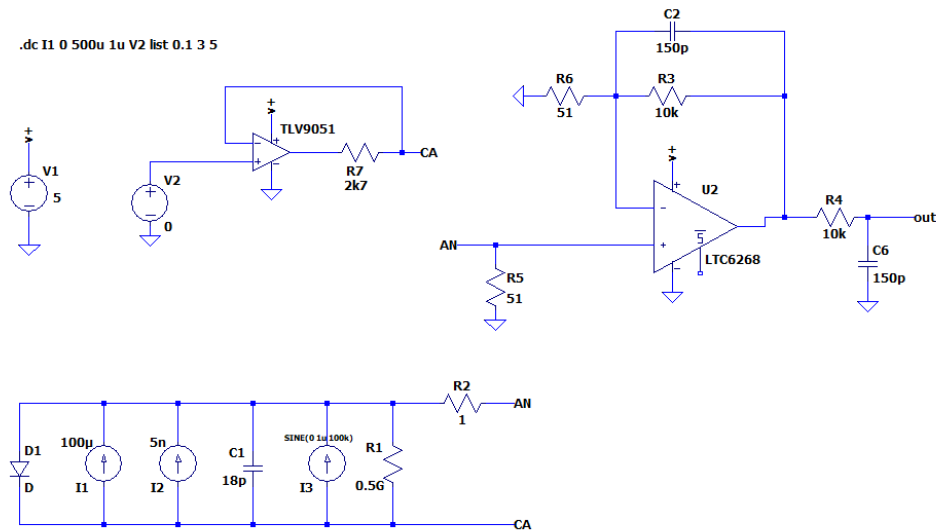 .dc I1 0 500u 1u V2 list 0.1 3 5
C2
150p
R6
51
R3
10k
v+
V1
5
v+
TLV9051
R7
2k7
CA
V2
0
v+
U2
5
LTC6268
R4
10k
out
C6
150p
AN
R5
51
D1
D
100µ
I1
5n
I2
C1
18p
SINE(0 1u 100k)
I3
R1
0.5G
R2
1
AN
CA